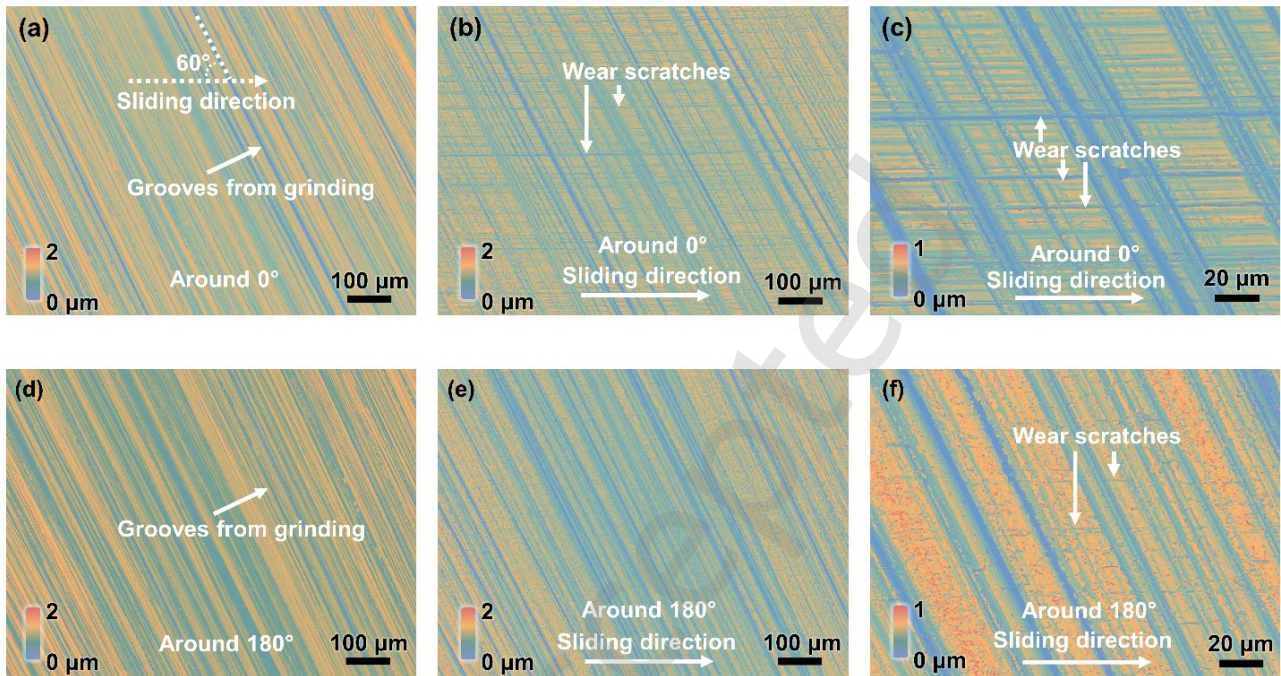 (a)
60°
Sliding direction
Grooves from grinding
2
0 µm
Around 0°
100 µm
(b)
Wear scratches
2
0 µm
Around 0°
Sliding direction
100 µm
(c)
Wear scratches
1
0 µm
Around 0°
Sliding direction
20 µm
(d)
Grooves from grinding
2
0 µm
Around 180°
100 µm
(e)
2
0 µm
Around 180°
Sliding direction
100 µm
(f)
Wear scratches
1
0 µm
Around 180°
Sliding direction
20 µm